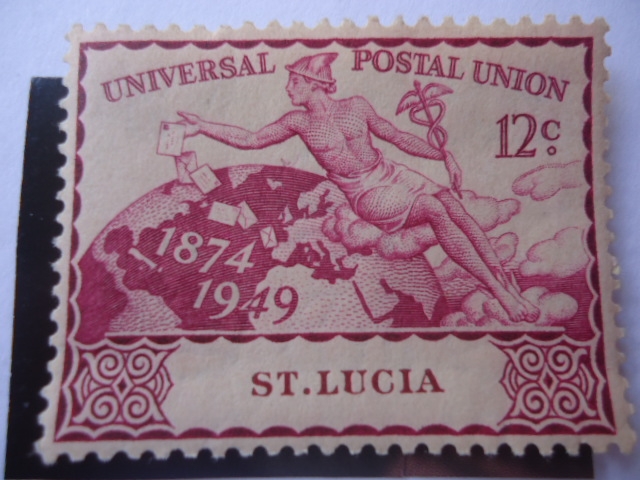 UNIVERSAL POSTAL UNION
12c.
1874
1949
ST. LUCIA